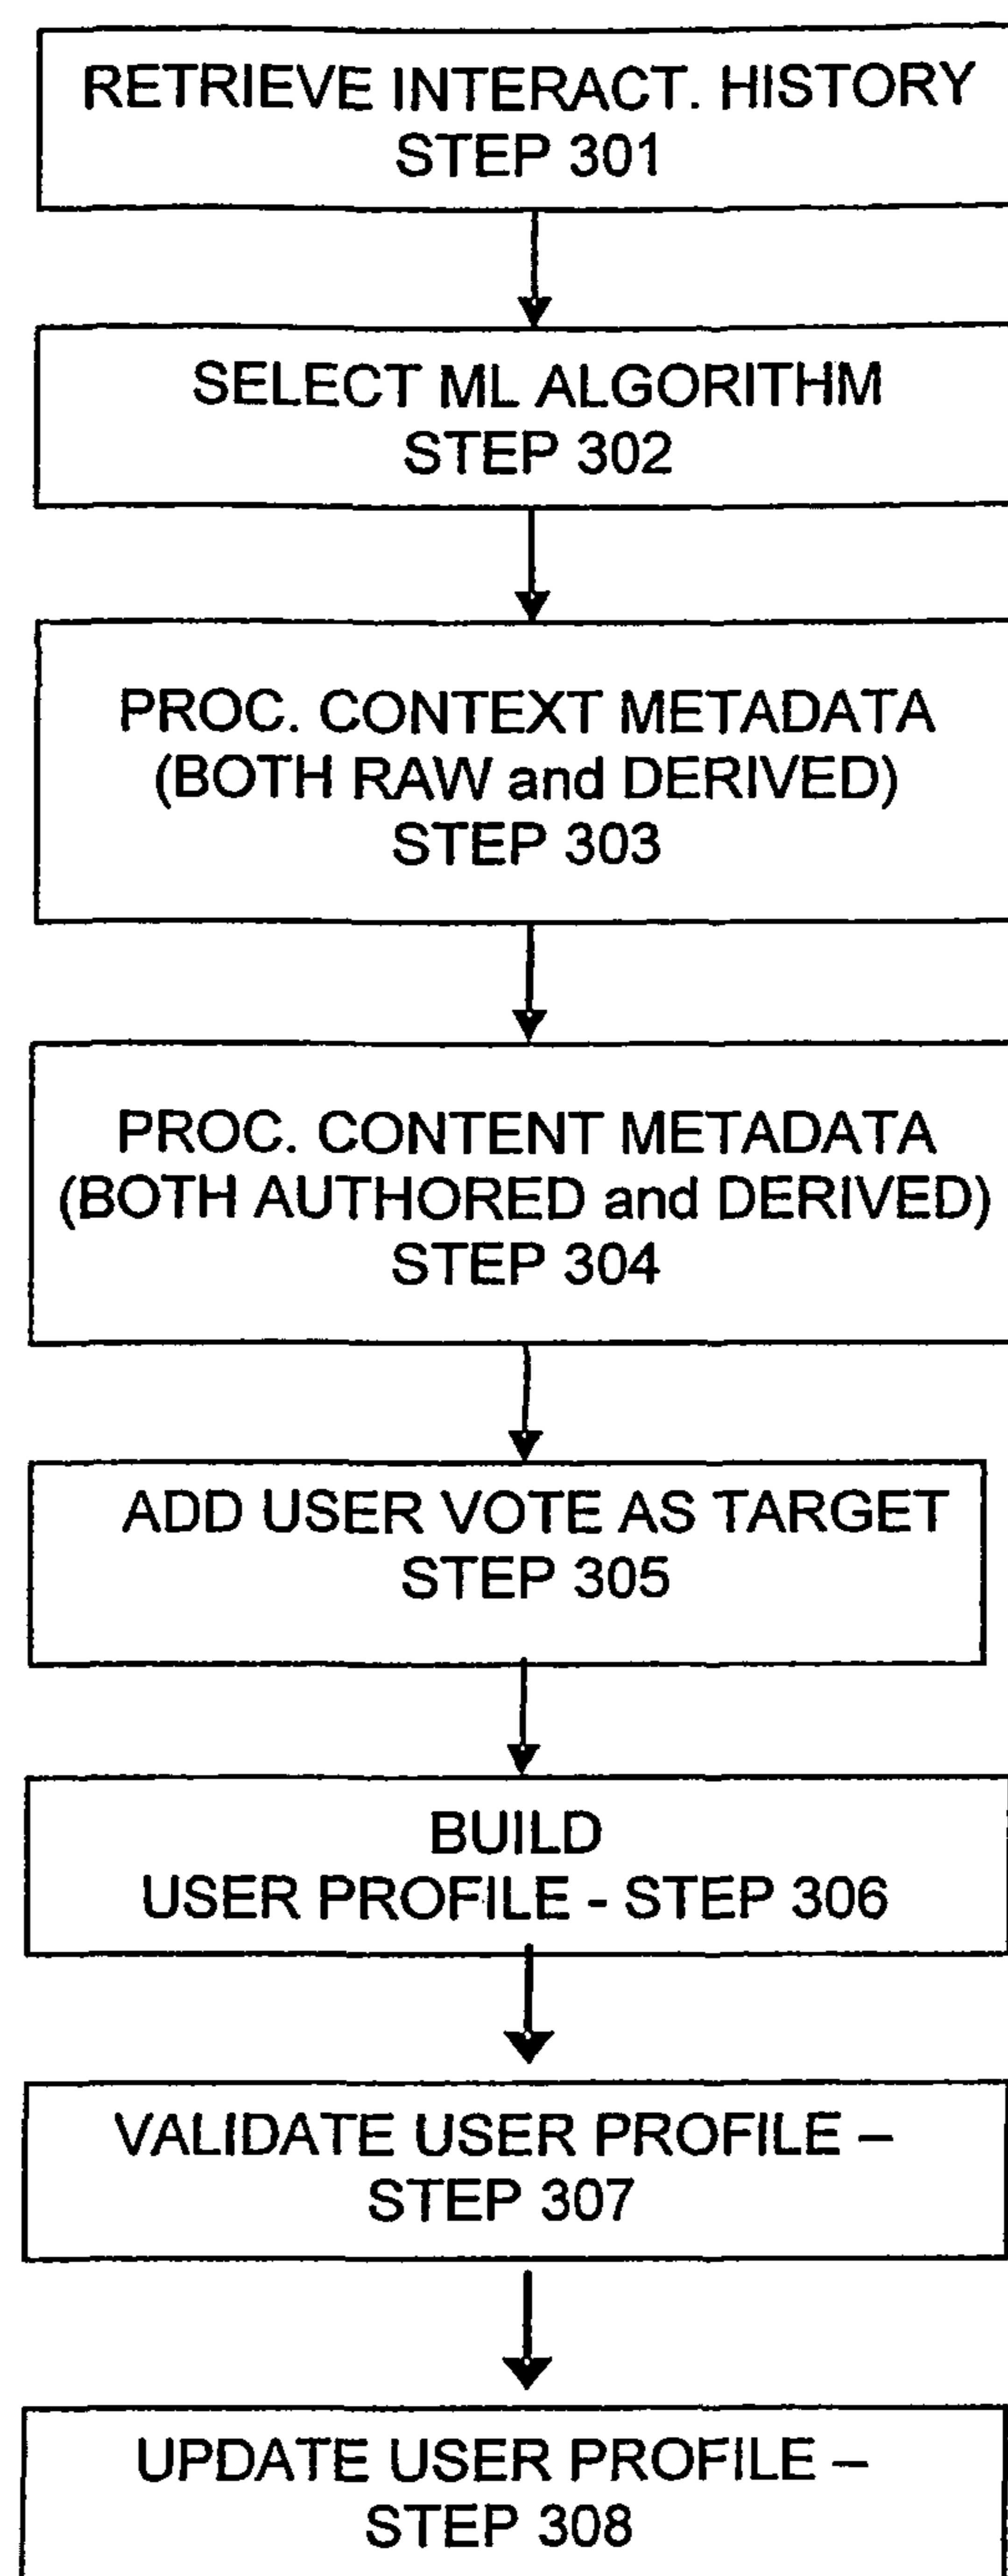 RETRIEVE INTERACT. HISTORY
STEP 301
SELECT ML ALGORITHM
STEP 302
PROC. CONTEXT METADATA
(BOTH RAW and DERIVED)
STEP 303
PROC. CONTENT METADATA
(BOTH AUTHORED and DERIVED)
STEP 304
ADD USER VOTE AS TARGET
STEP 305
BUILD
USER PROFILE - STEP 306
VALIDATE USER PROFILE –
STEP 307
UPDATE USER PROFILE –
STEP 308